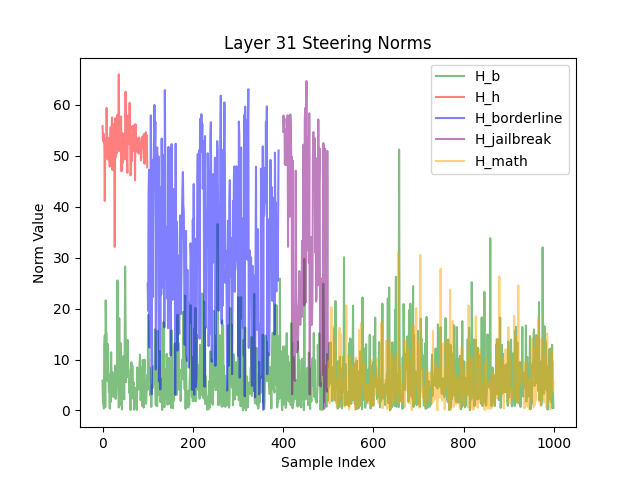 Layer 31 Steering Norms
H_b
H_h
H_borderline
H_jailbreak
H_math
Norm Value
60
50
40
30
20
10
0
0
200
400
600
800
1000
Sample Index